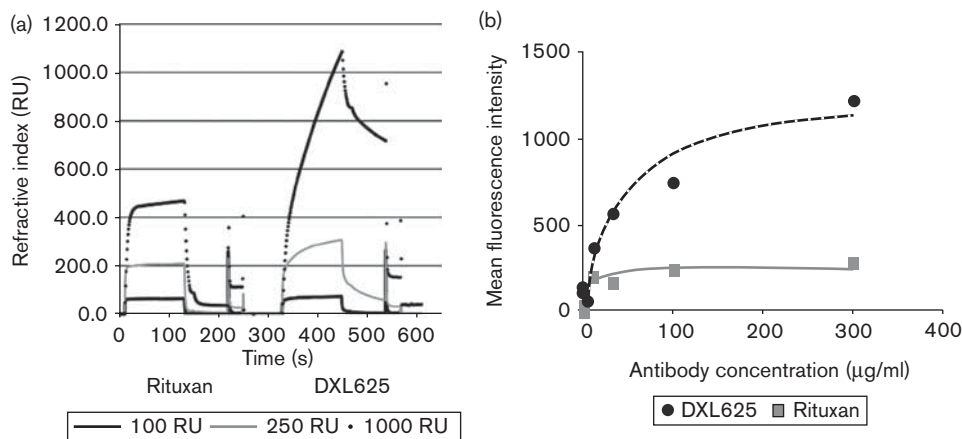 (a)
1200.0
1000.0
800.0
600.0
400.0
200.0
0.0
Refractive index (RU)
0 100 200 300 400 500 600
Time (s)
Rituxan DXL625
100 RU 250 RU 1000 RU
(b)
1500
1000
500
0
Mean fluorescence intensity
0 100 200 300 400
Antibody concentration (μg/ml)
DXL625 Rituxan